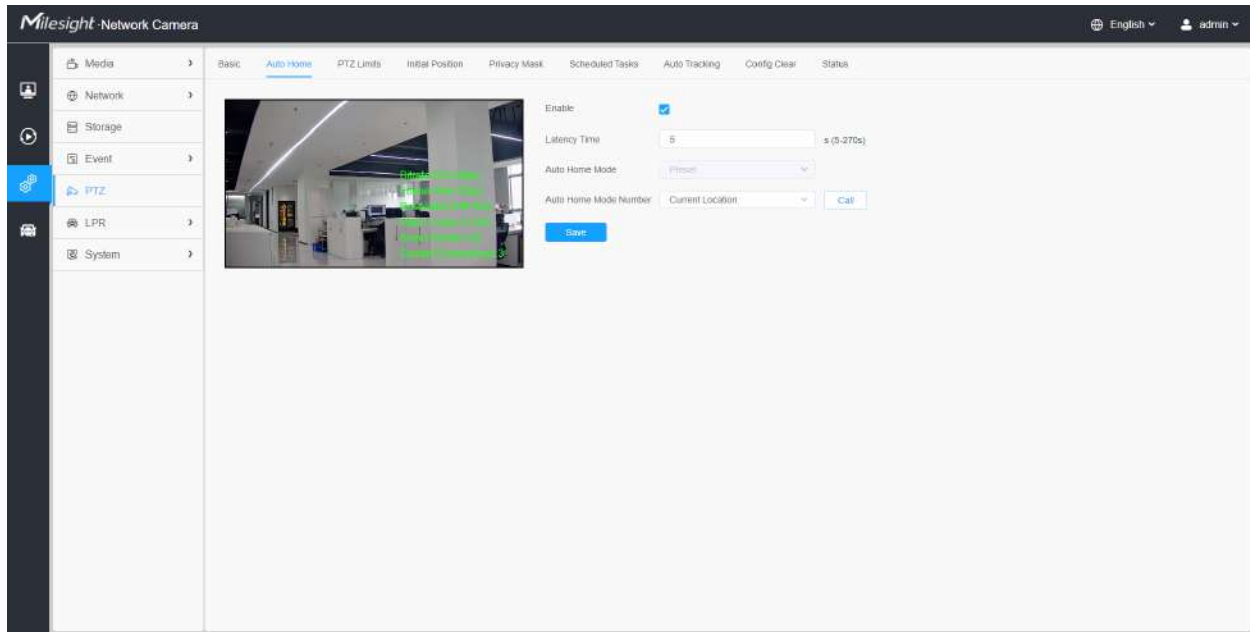 Milesight Network Camera
English
admin
Media
Network
Storage
Event
PTZ
LPR
System
Basic
Auto Home
PTZ Limits
Initial Position
Privacy Mask
Scheduled Tasks
Auto Tracking
Config Clear
Status
Enable
Latency Time
5
s (5-270s)
Auto Home Mode
Preset
Auto Home Mode Number
Current Location
Call
Save